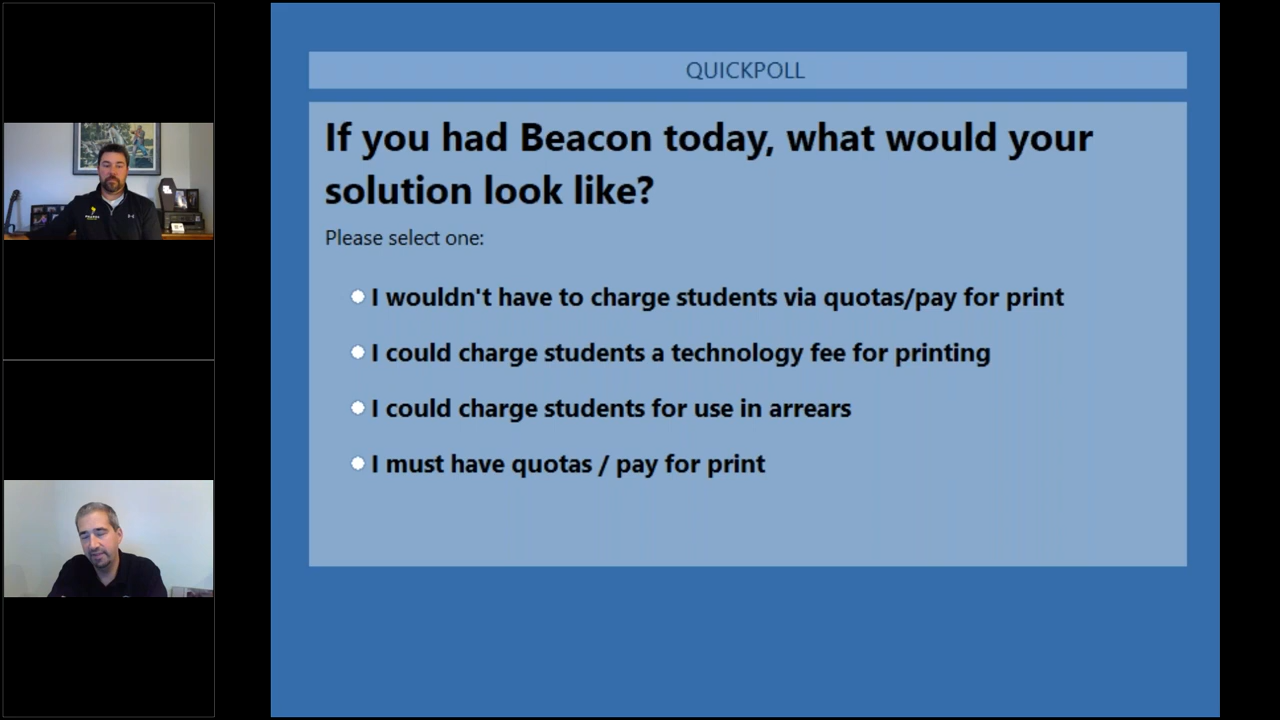 QUICKPOLL
If you had Beacon today, what would your
solution look like?
Please select one:
I wouldn't have to charge students via quotas/pay for print
I could charge students a technology fee for printing
I could charge students for use in arrears
I must have quotas / pay for print